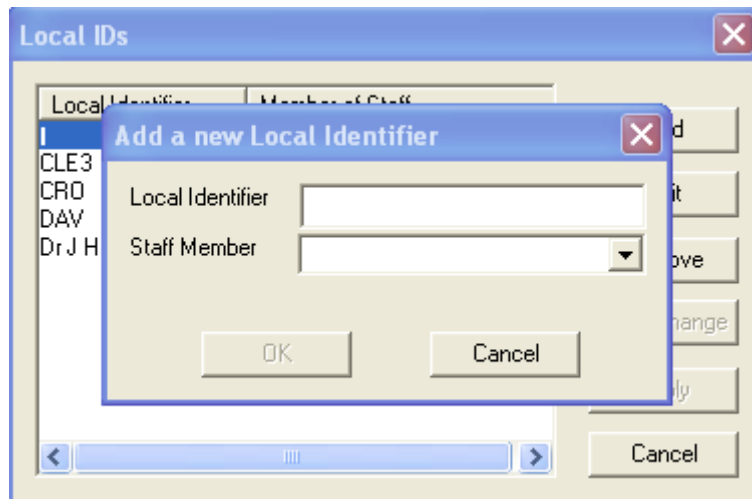 Local IDs
Local Identifier Member of Staff
Add a new Local Identifier
I
CLE3
CRO
DAV
Dr J H
Local Identifier
Staff Member
OK
Cancel
Cancel